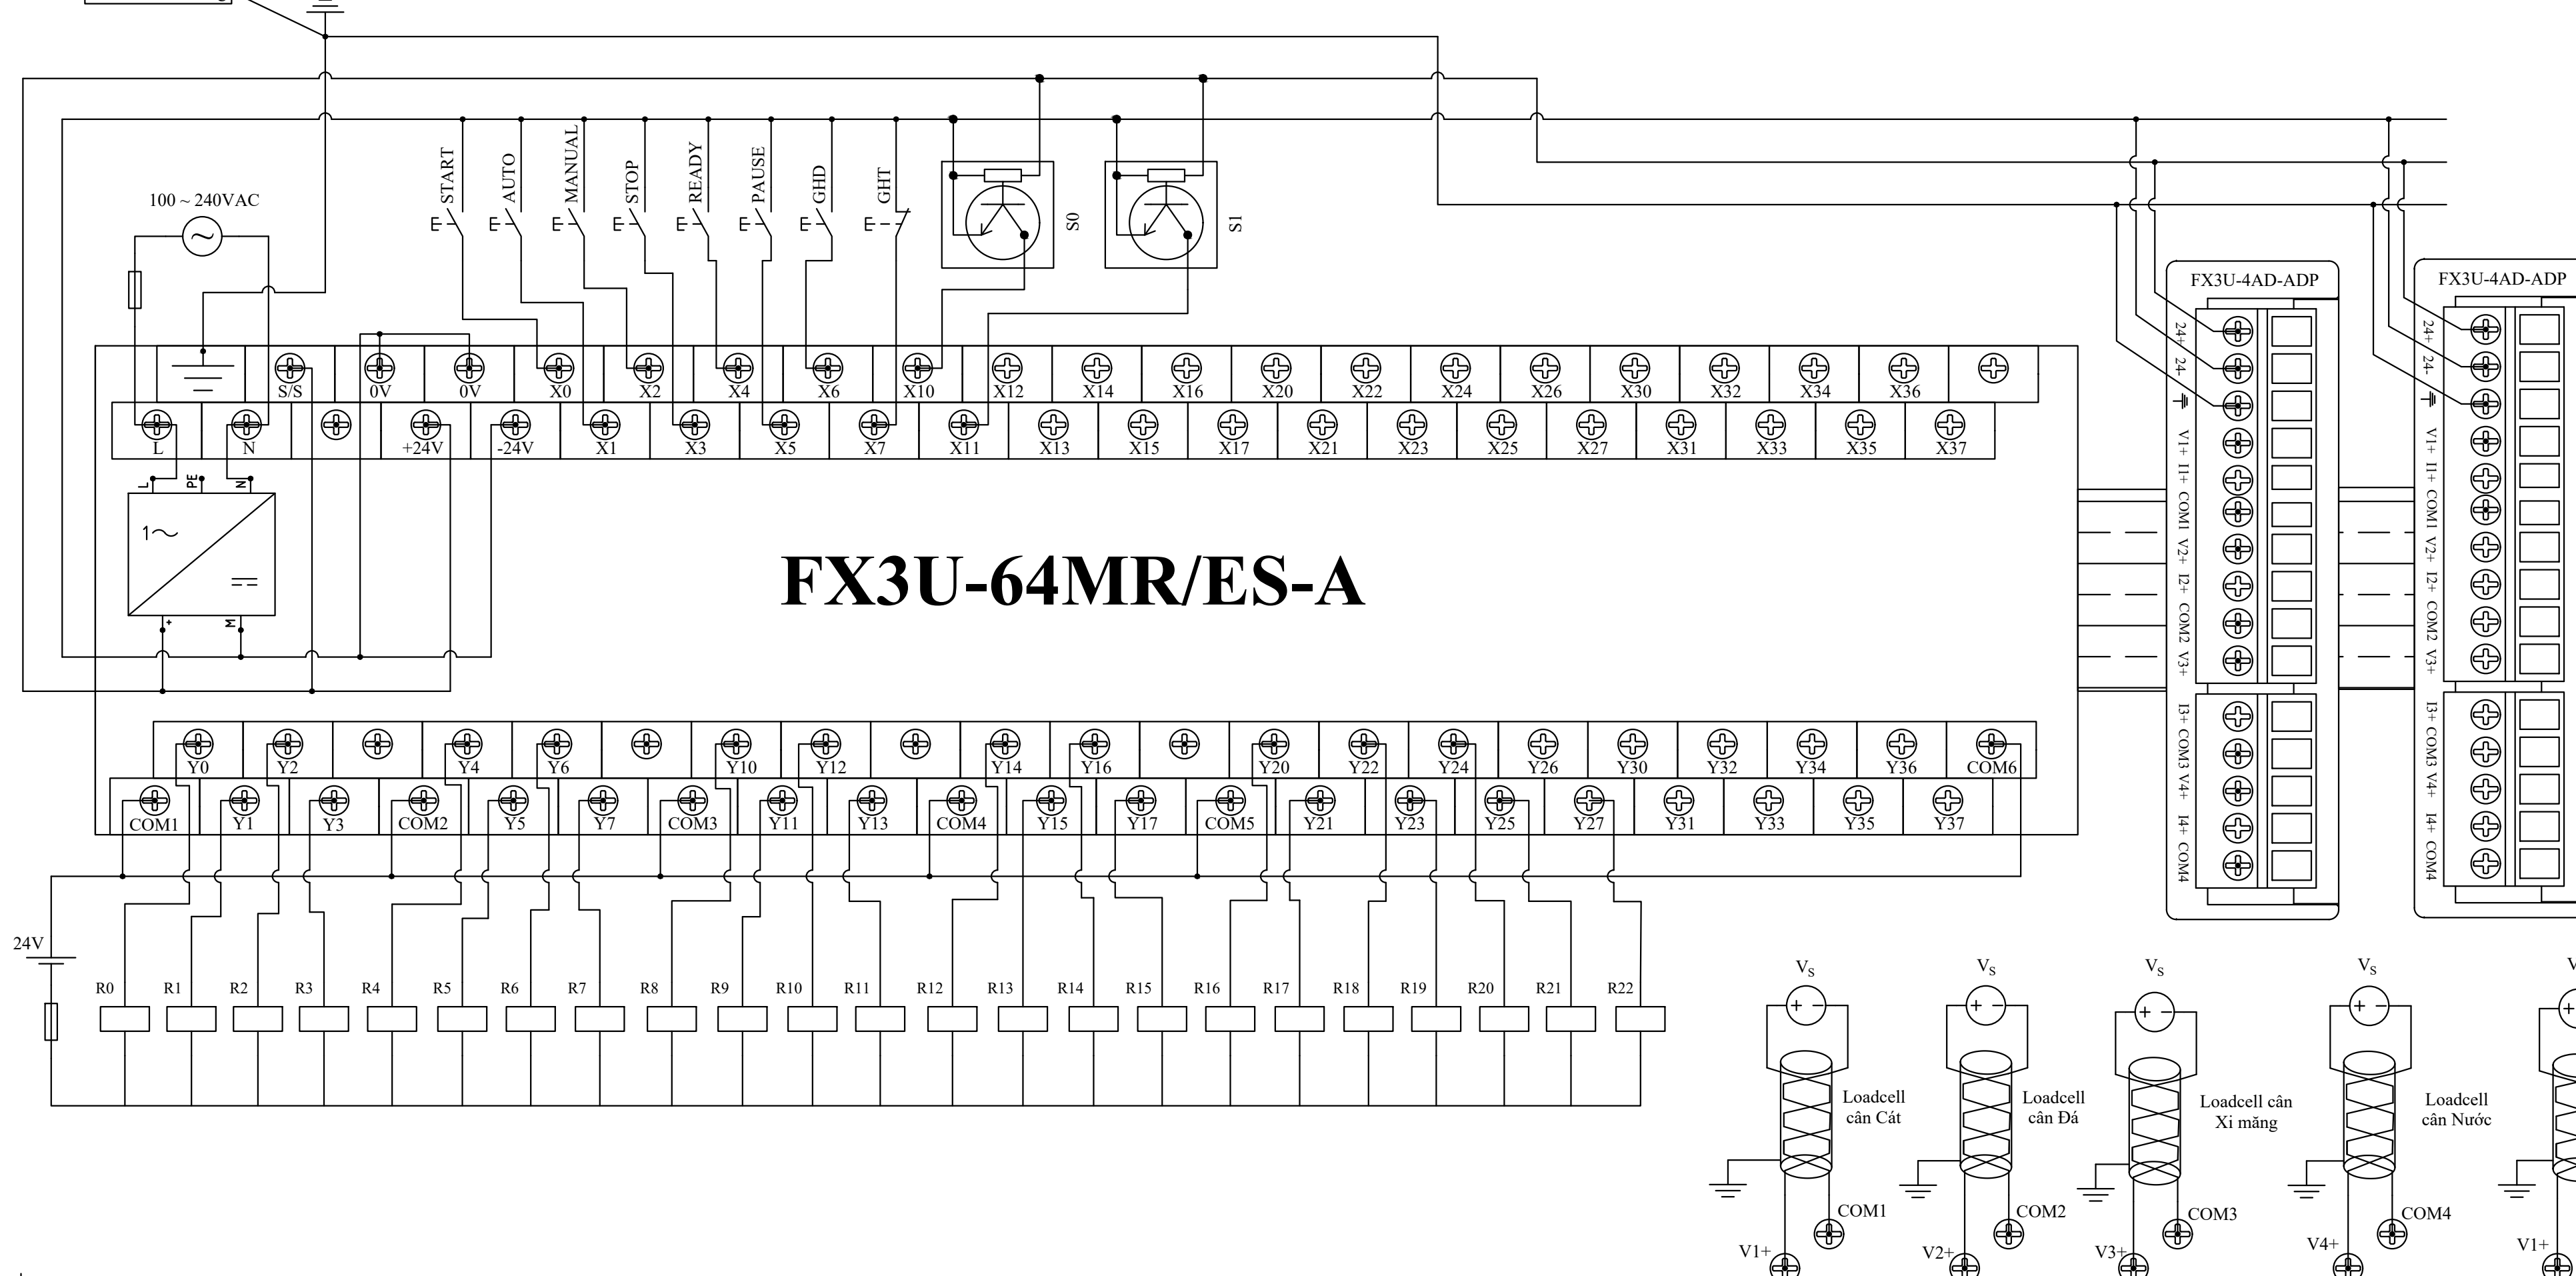 100 ~ 240VAC
START
AUTO
MANUAL
STOP
READY
PAUSE
GHD
GHT
S0
S1
S/S
0V
0V
X0
X2
X4
X6
X10
X12
X14
X16
X20
X22
X24
X26
X30
X32
X34
X36
L
N
+24V
-24V
X1
X3
X5
X7
X11
X13
X15
X17
X21
X23
X25
X27
X31
X33
X35
X37
L
PE
N
1~
+
M
FX3U-64MR/ES-A
Y0
Y2
Y4
Y6
Y10
Y12
Y14
Y16
Y20
Y22
Y24
Y26
Y30
Y32
Y34
Y36
COM6
COM1
Y1
Y3
COM2
Y5
Y7
COM3
Y11
Y13
COM4
Y15
Y17
COM5
Y21
Y23
Y25
Y27
Y31
Y33
Y35
Y37
24V
R0
R1
R2
R3
R4
R5
R6
R7
R8
R9
R10
R11
R12
R13
R14
R15
R16
R17
R18
R19
R20
R21
R22
FX3U-4AD-ADP
24+
24-
V1+
I1+
COM1
V2+
I2+
COM2
V3+
I3+
COM3
V4+
I4+
COM4
FX3U-4AD-ADP
24+
24-
V1+
I1+
COM1
V2+
I2+
COM2
V3+
I3+
COM3
V4+
I4+
COM4
VS
+ −
Loadcell
cân Cát
COM1
V1+
VS
+ −
Loadcell
cân Đá
COM2
V2+
VS
+ −
Loadcell cân
Xi măng
COM3
V3+
VS
+ −
Loadcell
cân Nước
COM4
V4+
V1+